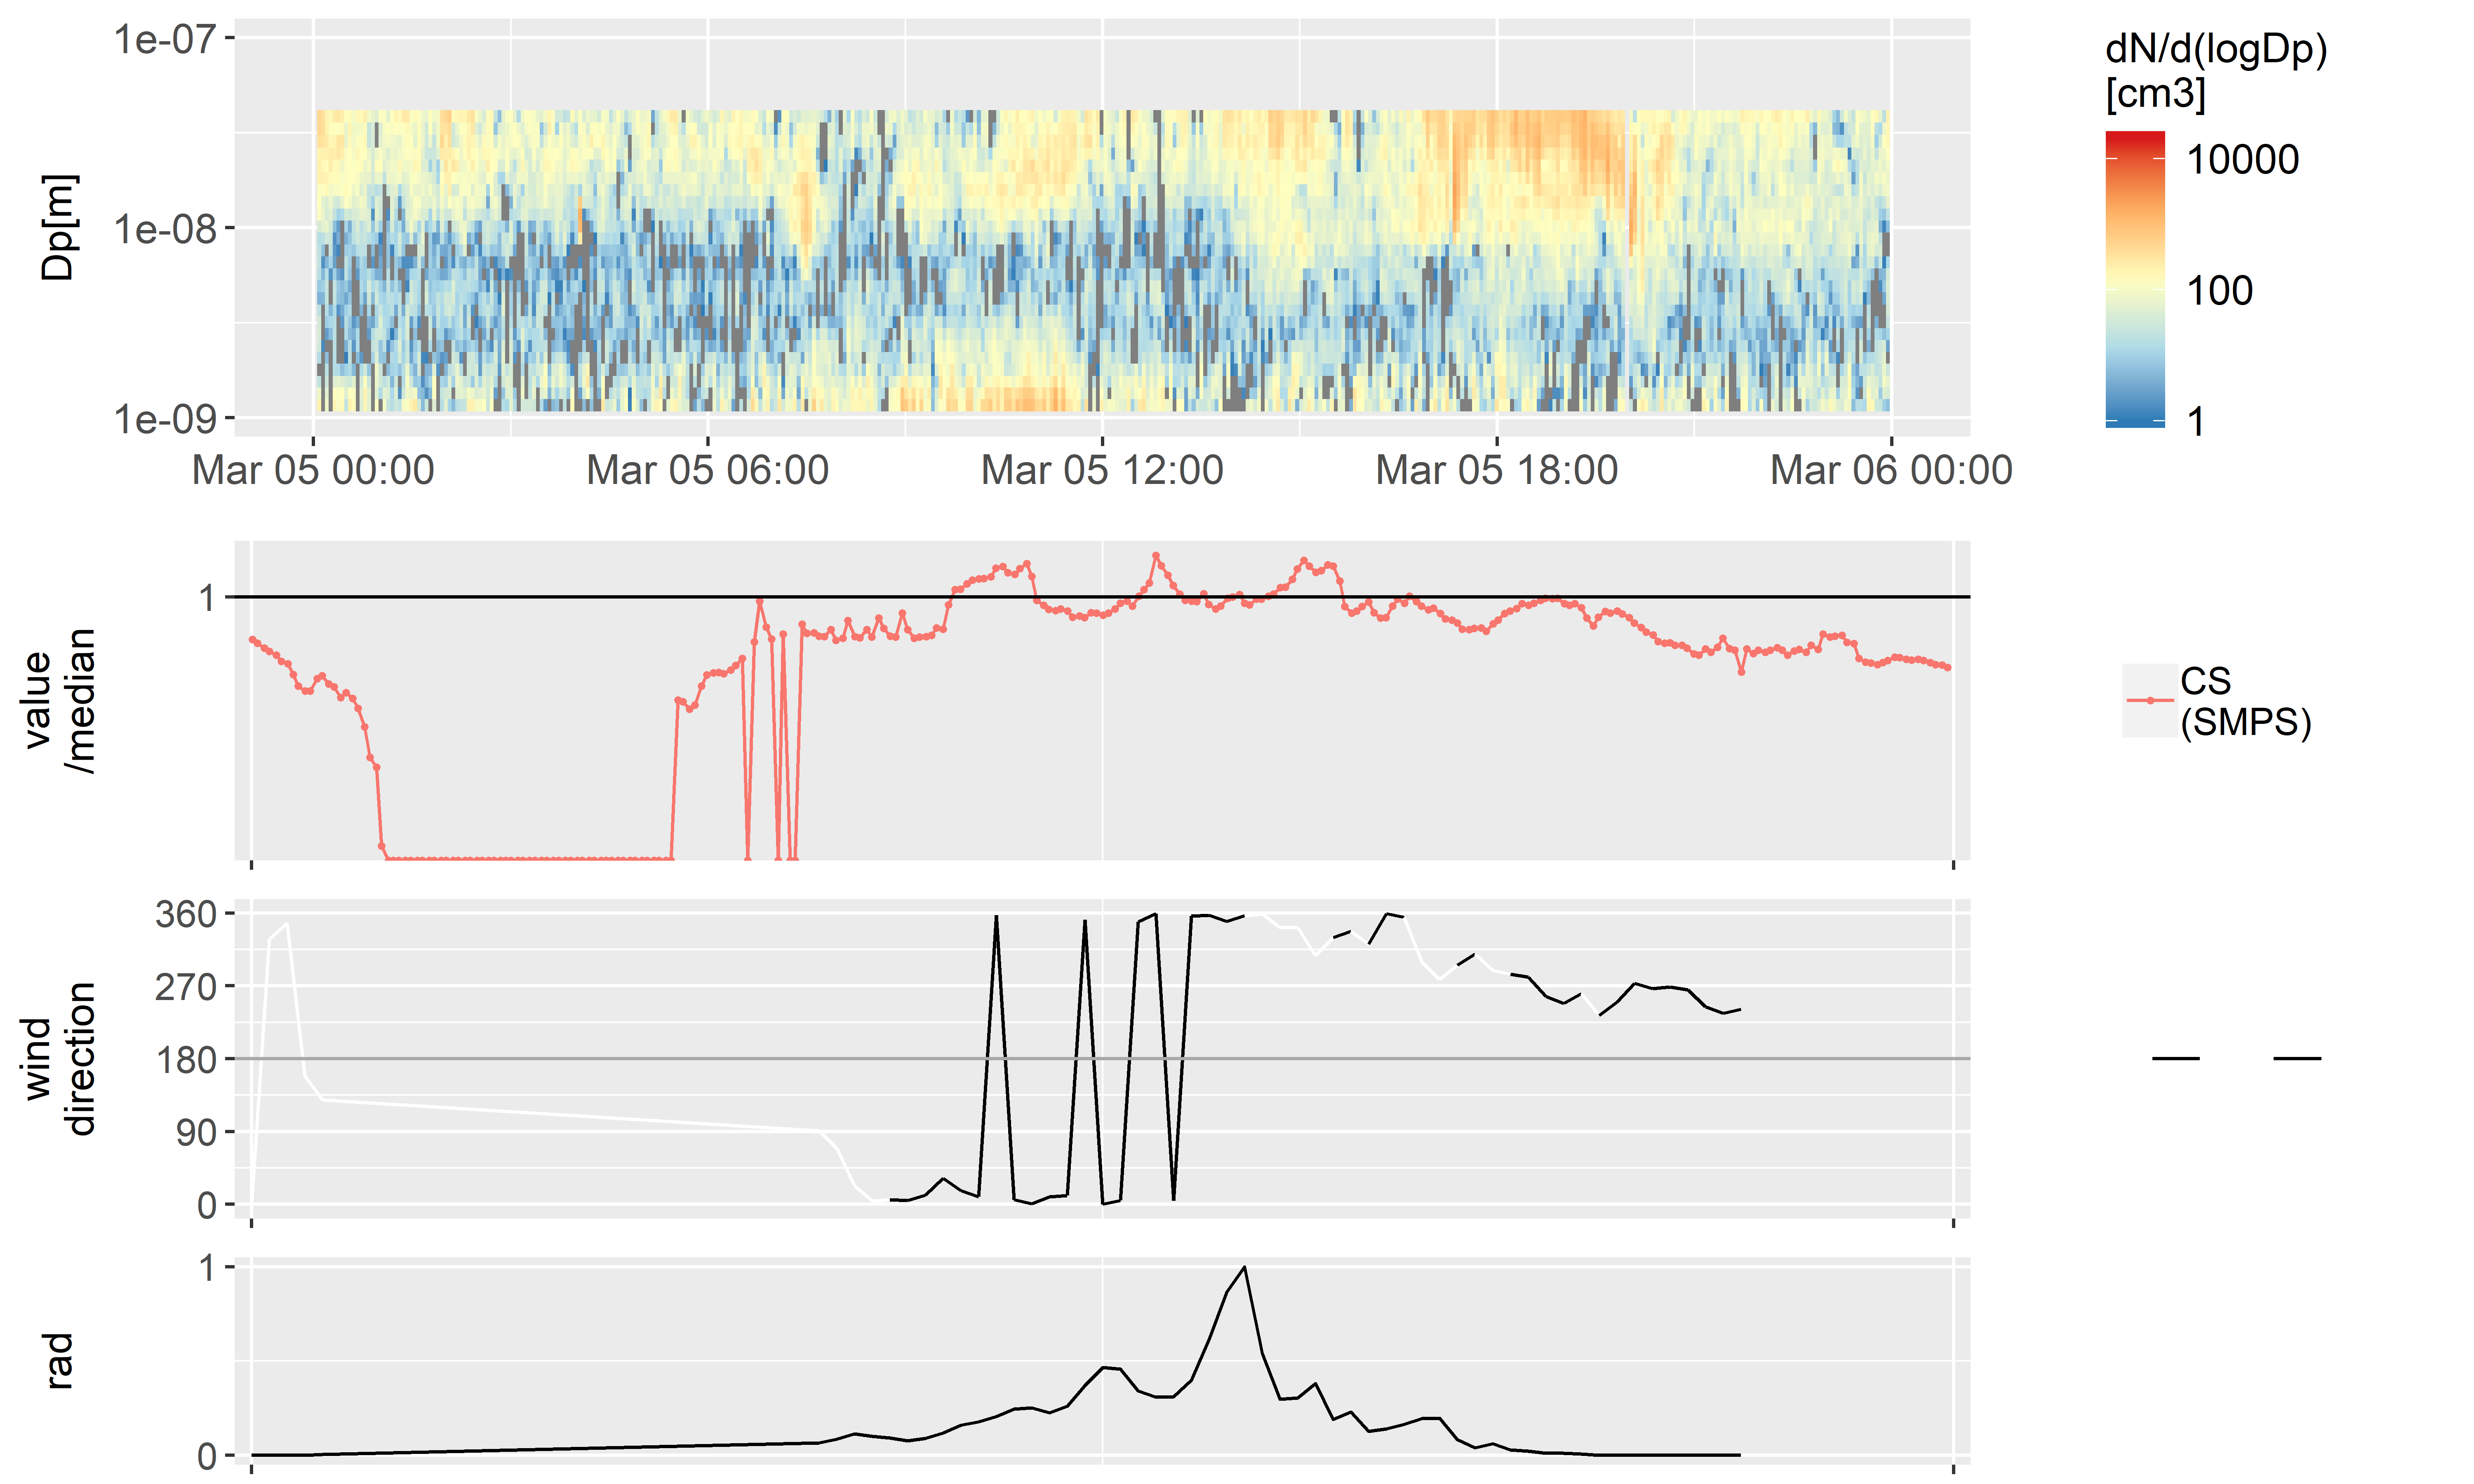 1e-07
1e-08
1e-09
Dp[m]
Mar 05 00:00
Mar 05 06:00
Mar 05 12:00
Mar 05 18:00
Mar 06 00:00
dN/d(logDp)
[cm3]
10000
100
1
1
value
/median
CS
(SMPS)
360
270
180
90
0
wind
direction
1
0
rad